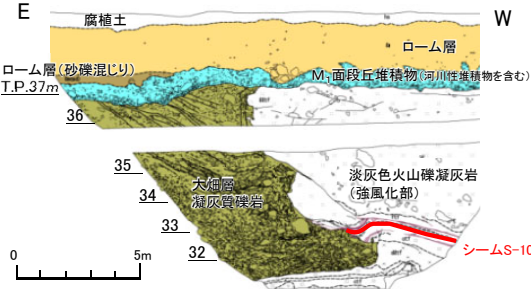 E
W
腐植土
ローム層
ローム層(砂礫混じり)
M₁面段丘堆積物(河川性堆積物を含む)
T.P.37m
36
35
34
33
32
大畑層
凝灰質礫岩
淡灰色火山礫凝灰岩
(強風化部)
シームS-10
0
5m